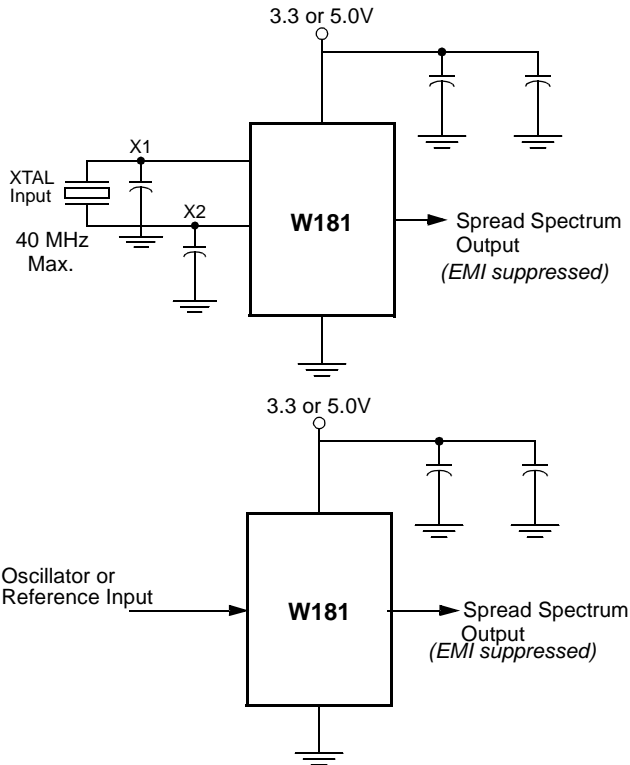 3.3 or 5.0V
X1
XTAL
Input
X2
40 MHz
Max.
W181
Spread Spectrum
Output
(EMI suppressed)
3.3 or 5.0V
Oscillator or
Reference Input
W181
Spread Spectrum
Output
(EMI suppressed)